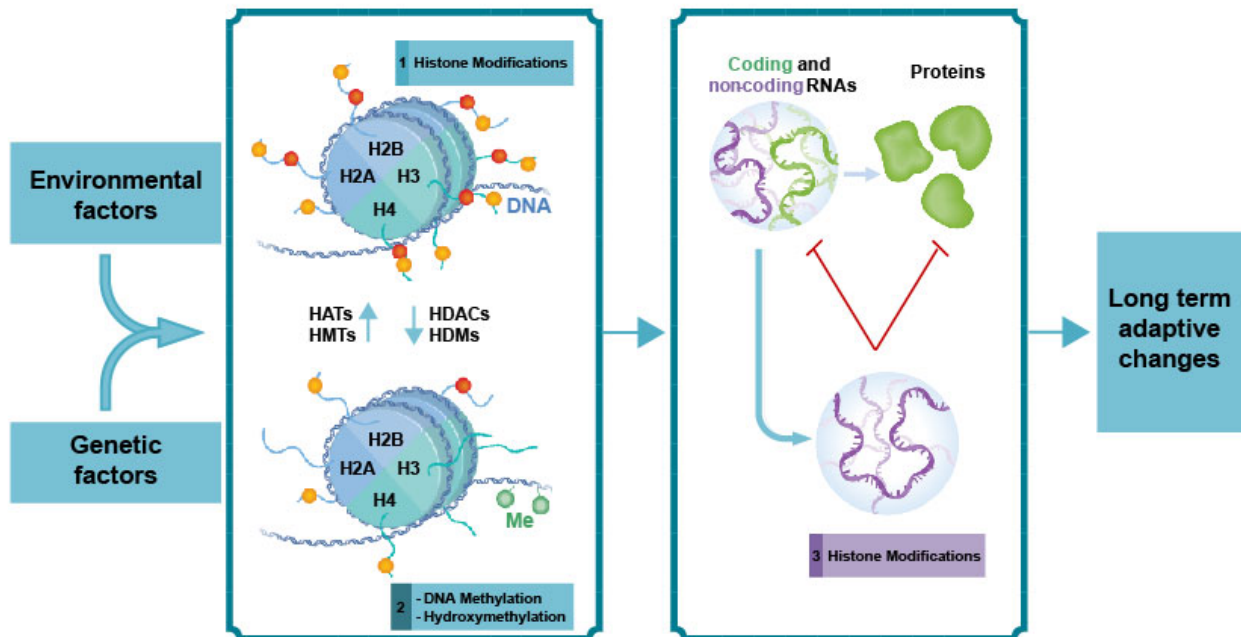 Environmental
factors
Genetic
factors
1 Histone Modifications
H2B
H2A
H3
H4
DNA
HATs
HMTs
HDACs
HDMs
H2B
H2A
H3
H4
Me
2 - DNA Methylation
- Hydroxymethylation
Coding and
non-coding RNAs
Proteins
3 Histone Modifications
Long term
adaptive
changes